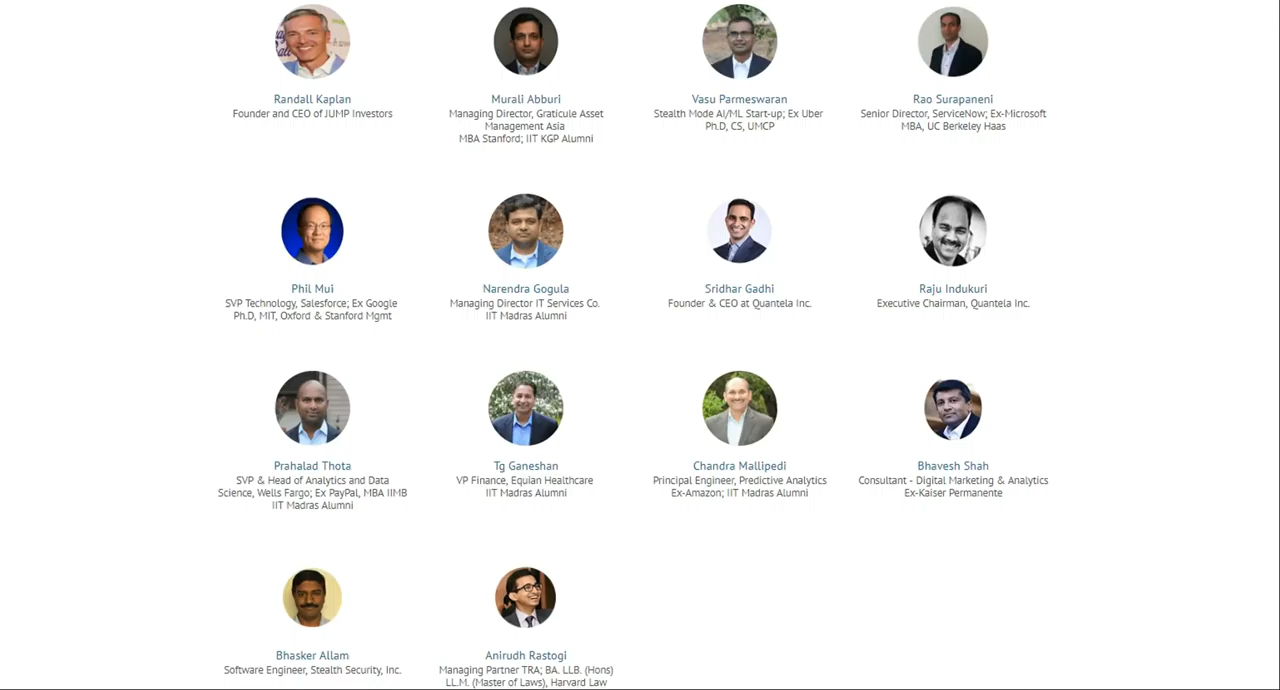 Randall Kaplan
Founder and CEO of JUMP Investors
Murali Abburi
Managing Director, Graticule Asset
Management Asia
MBA Stanford; IIT KGP Alumni
Vasu Parmeswaran
Stealth Mode AI/ML Start-up; Ex Uber
Ph.D, CS, UMCP
Rao Surapaneni
Senior Director, ServiceNow; Ex-Microsoft
MBA, UC Berkeley Haas
Phil Mui
SVP Technology, Salesforce; Ex Google
Ph.D, MIT, Oxford & Stanford Mgmt
Narendra Gogula
Managing Director IT Services Co.
IIT Madras Alumni
Sridhar Gadhi
Founder & CEO at Quantela Inc.
Raju Indukuri
Executive Chairman, Quantela Inc.
Prahalad Thota
SVP & Head of Analytics and Data
Science, Wells Fargo; Ex PayPal, MBA IIMB
IIT Madras Alumni
Tg Ganeshan
VP Finance, Equian Healthcare
IIT Madras Alumni
Chandra Mallipedi
Principal Engineer, Predictive Analytics
Ex-Amazon; IIT Madras Alumni
Bhavesh Shah
Consultant - Digital Marketing & Analytics
Ex-Kaiser Permanente
Bhasker Allam
Software Engineer, Stealth Security, Inc.
Anirudh Rastogi
Managing Partner TRA; BA. LLB. (Hons)
LL.M. (Master of Laws), Harvard Law